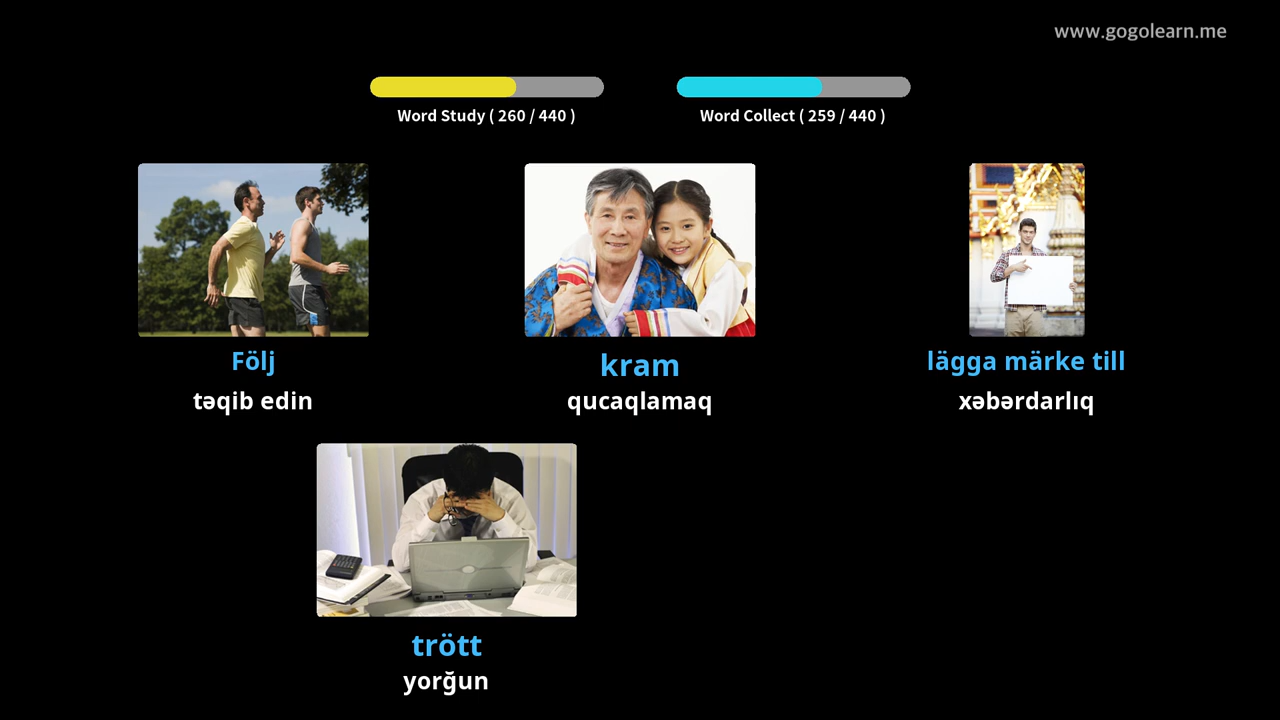 www.gogolearn.me
Word Study ( 260 / 440 )
Word Collect ( 259 / 440 )
Följ
kram
lägga märke till
təqib edin
qucaqlamaq
xəbərdarlıq
trött
yorğun